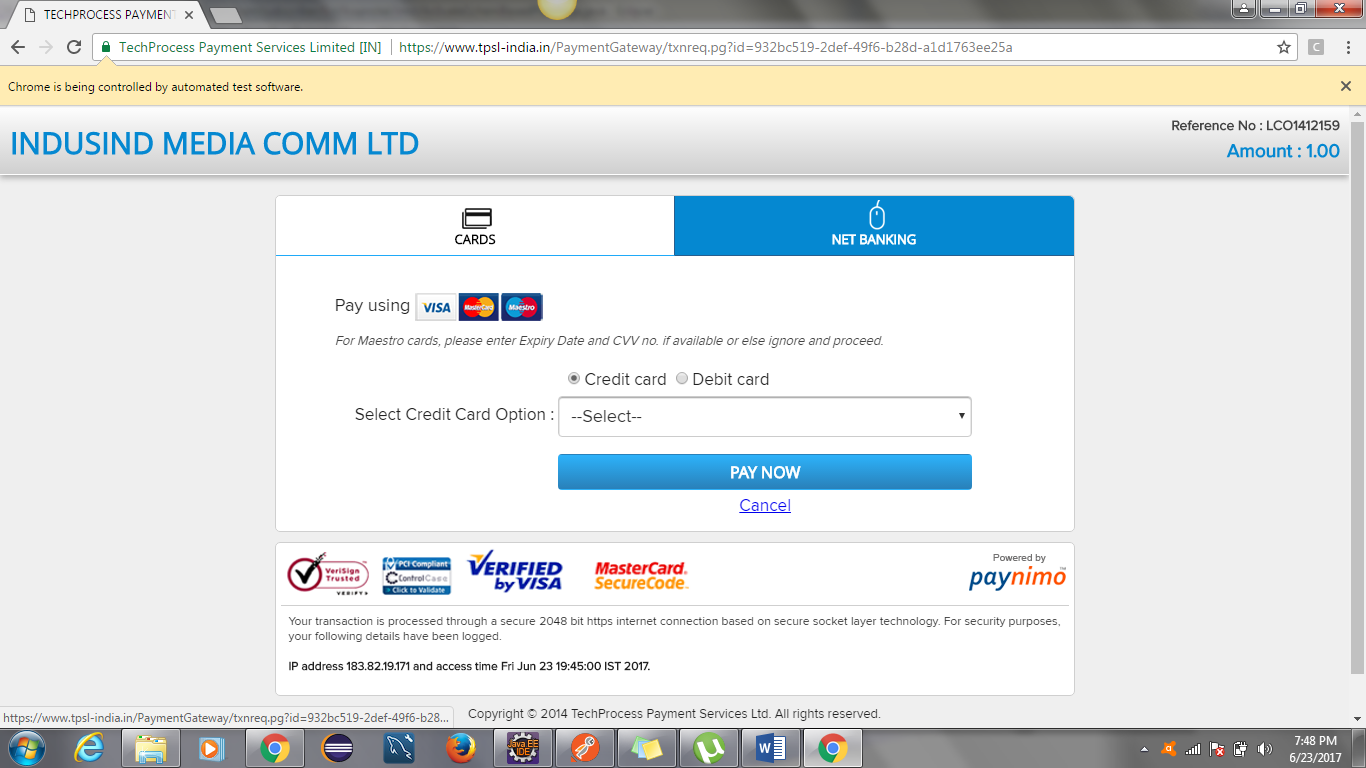 TECHPROCESS PAYMENT
TechProcess Payment Services Limited [IN]
https://www.tpsl-india.in/PaymentGateway/txnreq.pg?id=932bc519-2def-49f6-b28d-a1d1763ee25a
C
Chrome is being controlled by automated test software.
INDUSIND MEDIA COMM LTD
Reference No : LCO1412159
Amount : 1.00
CARDS
NET BANKING
Pay using VISA MasterCard Maestro
For Maestro cards, please enter Expiry Date and CVV no. if available or else ignore and proceed.
Credit card Debit card
Select Credit Card Option : --Select--
PAY NOW
Cancel
VeriSign Trusted
VERIFY
PCI Compliant
ControlCase
Click to Validate
VERIFIED by VISA
MasterCard SecureCode
Powered by
paynimo
Your transaction is processed through a secure 2048 bit https internet connection based on secure socket layer technology. For security purposes,
your following details have been logged.
IP address 183.82.19.171 and access time Fri Jun 23 19:45:00 IST 2017.
https://www.tpsl-india.in/PaymentGateway/txnreq.pg?id=932bc519-2def-49f6-b28...
Copyright © 2014 TechProcess Payment Services Ltd. All rights reserved.
Java EE
IDE
7:48 PM
6/23/2017